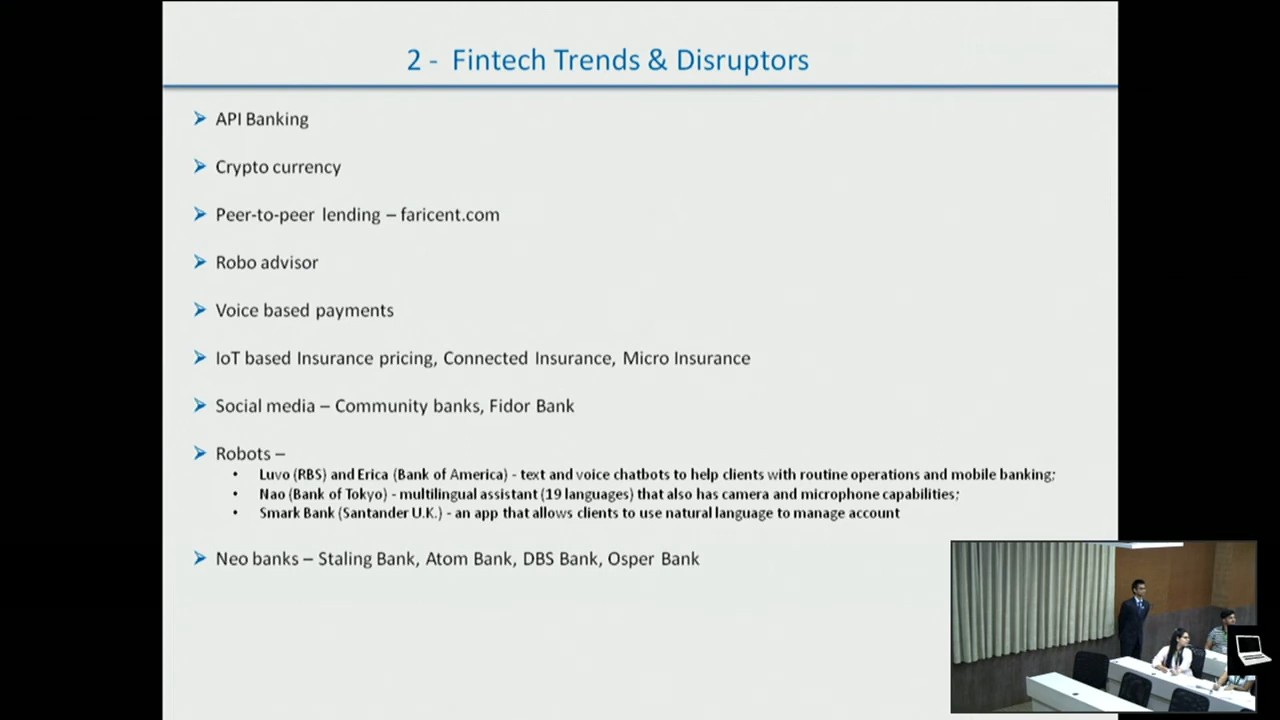 2 - Fintech Trends & Disruptors
API Banking
Crypto currency
Peer-to-peer lending – faricent.com
Robo advisor
Voice based payments
IoT based Insurance pricing, Connected Insurance, Micro Insurance
Social media – Community banks, Fidor Bank
Robots –
Luvo (RBS) and Erica (Bank of America) - text and voice chatbots to help clients with routine operations and mobile banking;
Nao (Bank of Tokyo) - multilingual assistant (19 languages) that also has camera and microphone capabilities;
Smark Bank (Santander U.K.) - an app that allows clients to use natural language to manage account
Neo banks – Staling Bank, Atom Bank, DBS Bank, Osper Bank